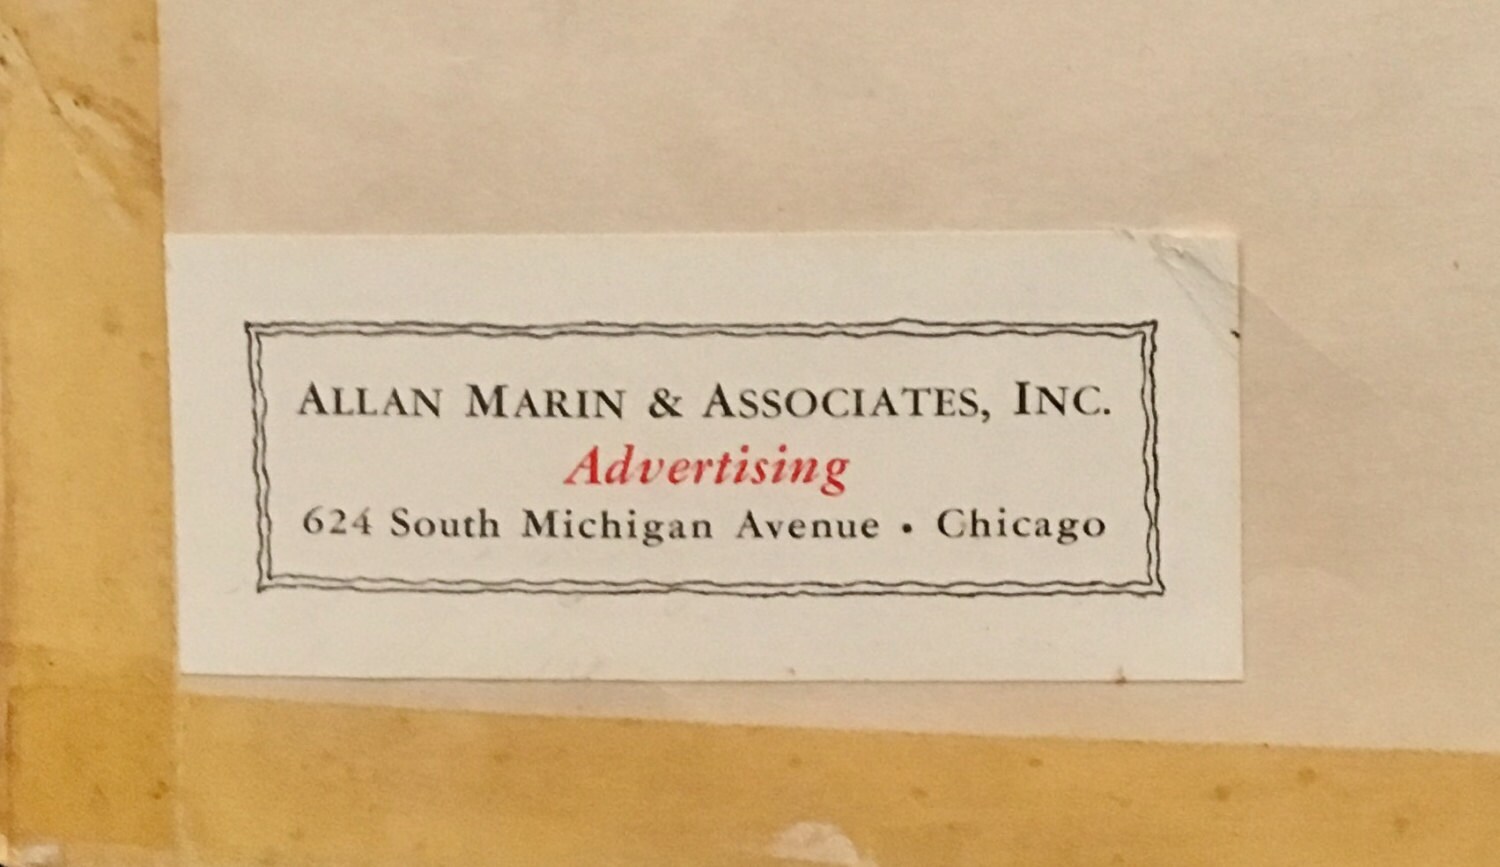 ALLAN MARIN & ASSOCIATES, INC.
Advertising
624 South Michigan Avenue • Chicago